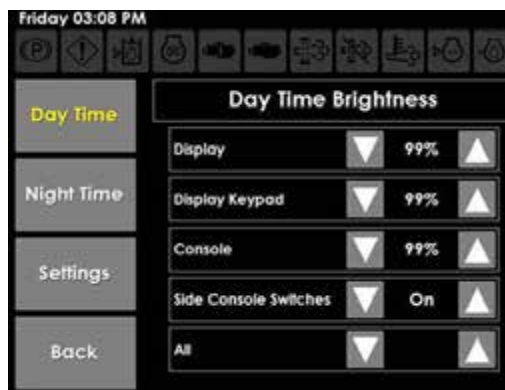 Friday 03:08 PM
Day Time
Night Time
Settings
Back
Day Time Brightness
Display 99%
Display Keypad 99%
Console 99%
Side Console Switches On
All